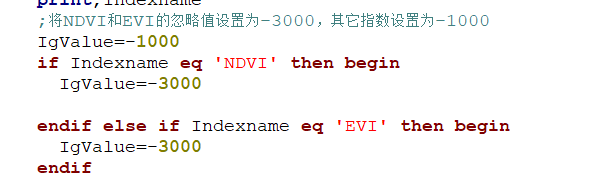 print,Indexname
;将NDVI和EVI的忽略值设置为-3000，其它指数设置为-1000
IgValue=-1000
if Indexname eq 'NDVI' then begin
  IgValue=-3000
endif else if Indexname eq 'EVI' then begin
  IgValue=-3000
endif